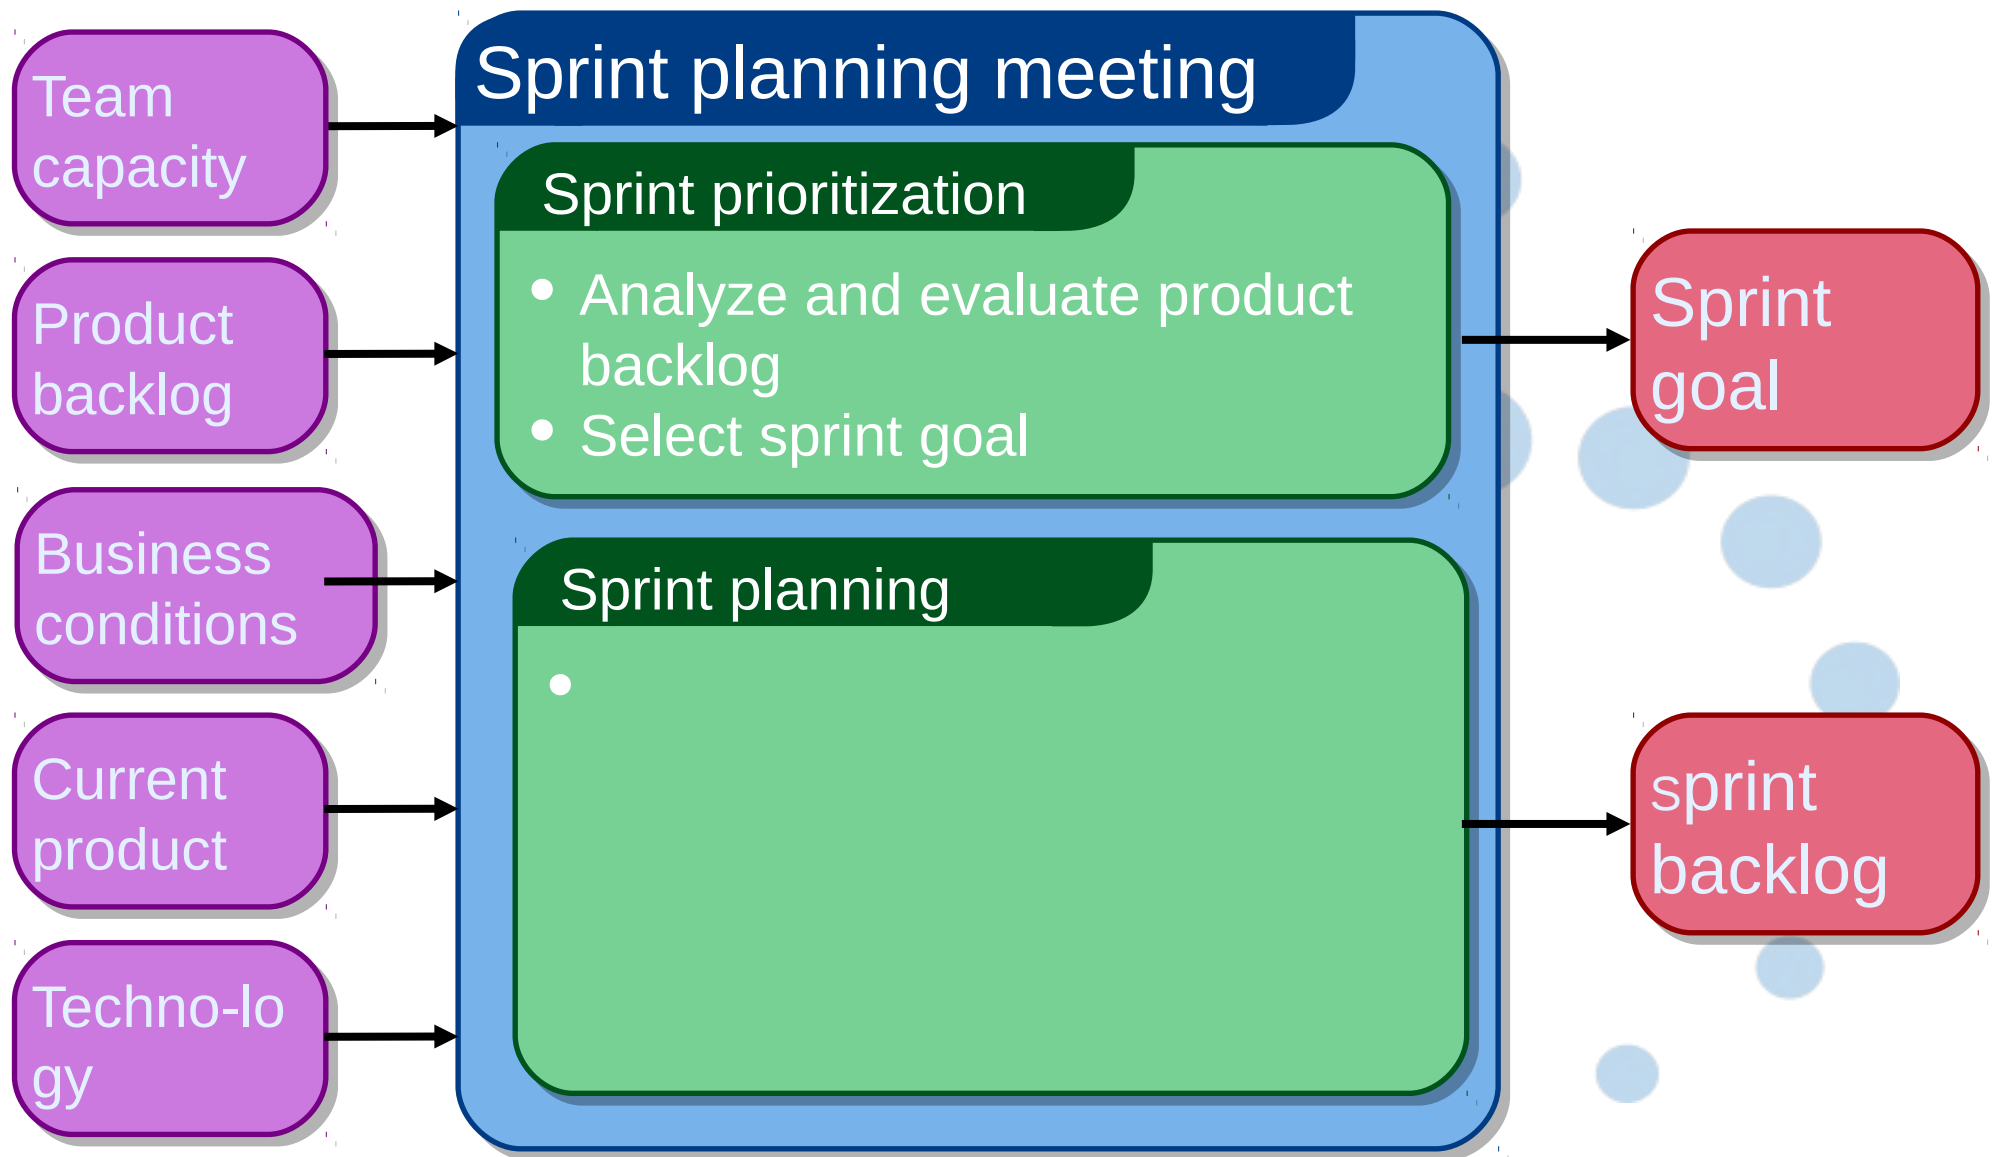 Team
capacity
Product
backlog
Business
conditions
Current
product
Techno-lo
gy
Sprint planning meeting
Sprint prioritization
• Analyze and evaluate product
backlog
• Select sprint goal
Sprint planning
•
Sprint
goal
sprint
backlog